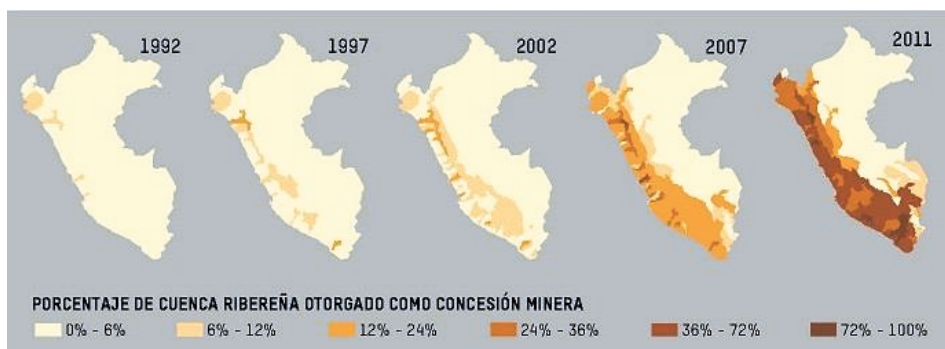 1992 1997 2002 2007 2011
PORCENTAJE DE CUENCA RIBEREÑA OTORGADO COMO CONCESIÓN MINERA
0% - 6% 6% - 12% 12% - 24% 24% - 36% 36% - 72% 72% - 100%